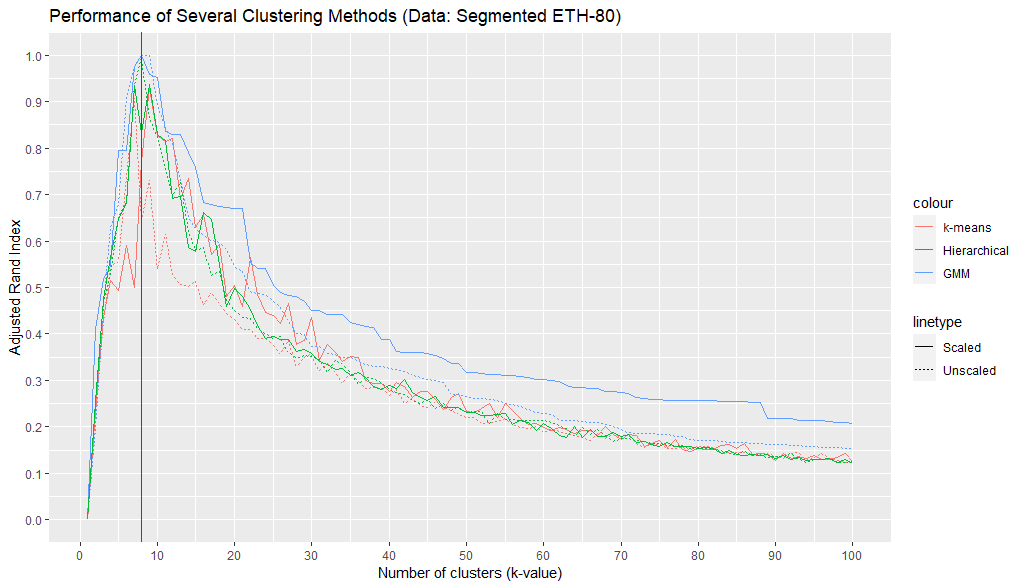 Performance of Several Clustering Methods (Data: Segmented ETH-80)
Adjusted Rand Index
1.0
0.9
0.8
0.7
0.6
0.5
0.4
0.3
0.2
0.1
0.0
0 10 20 30 40 50 60 70 80 90 100
Number of clusters (k-value)
colour
k-means
Hierarchical
GMM
linetype
Scaled
Unscaled